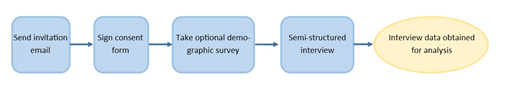 Send invitation
email
Sign consent
form
Take optional demo-
graphic survey
Semi-structured
interview
Interview data obtained
for analysis